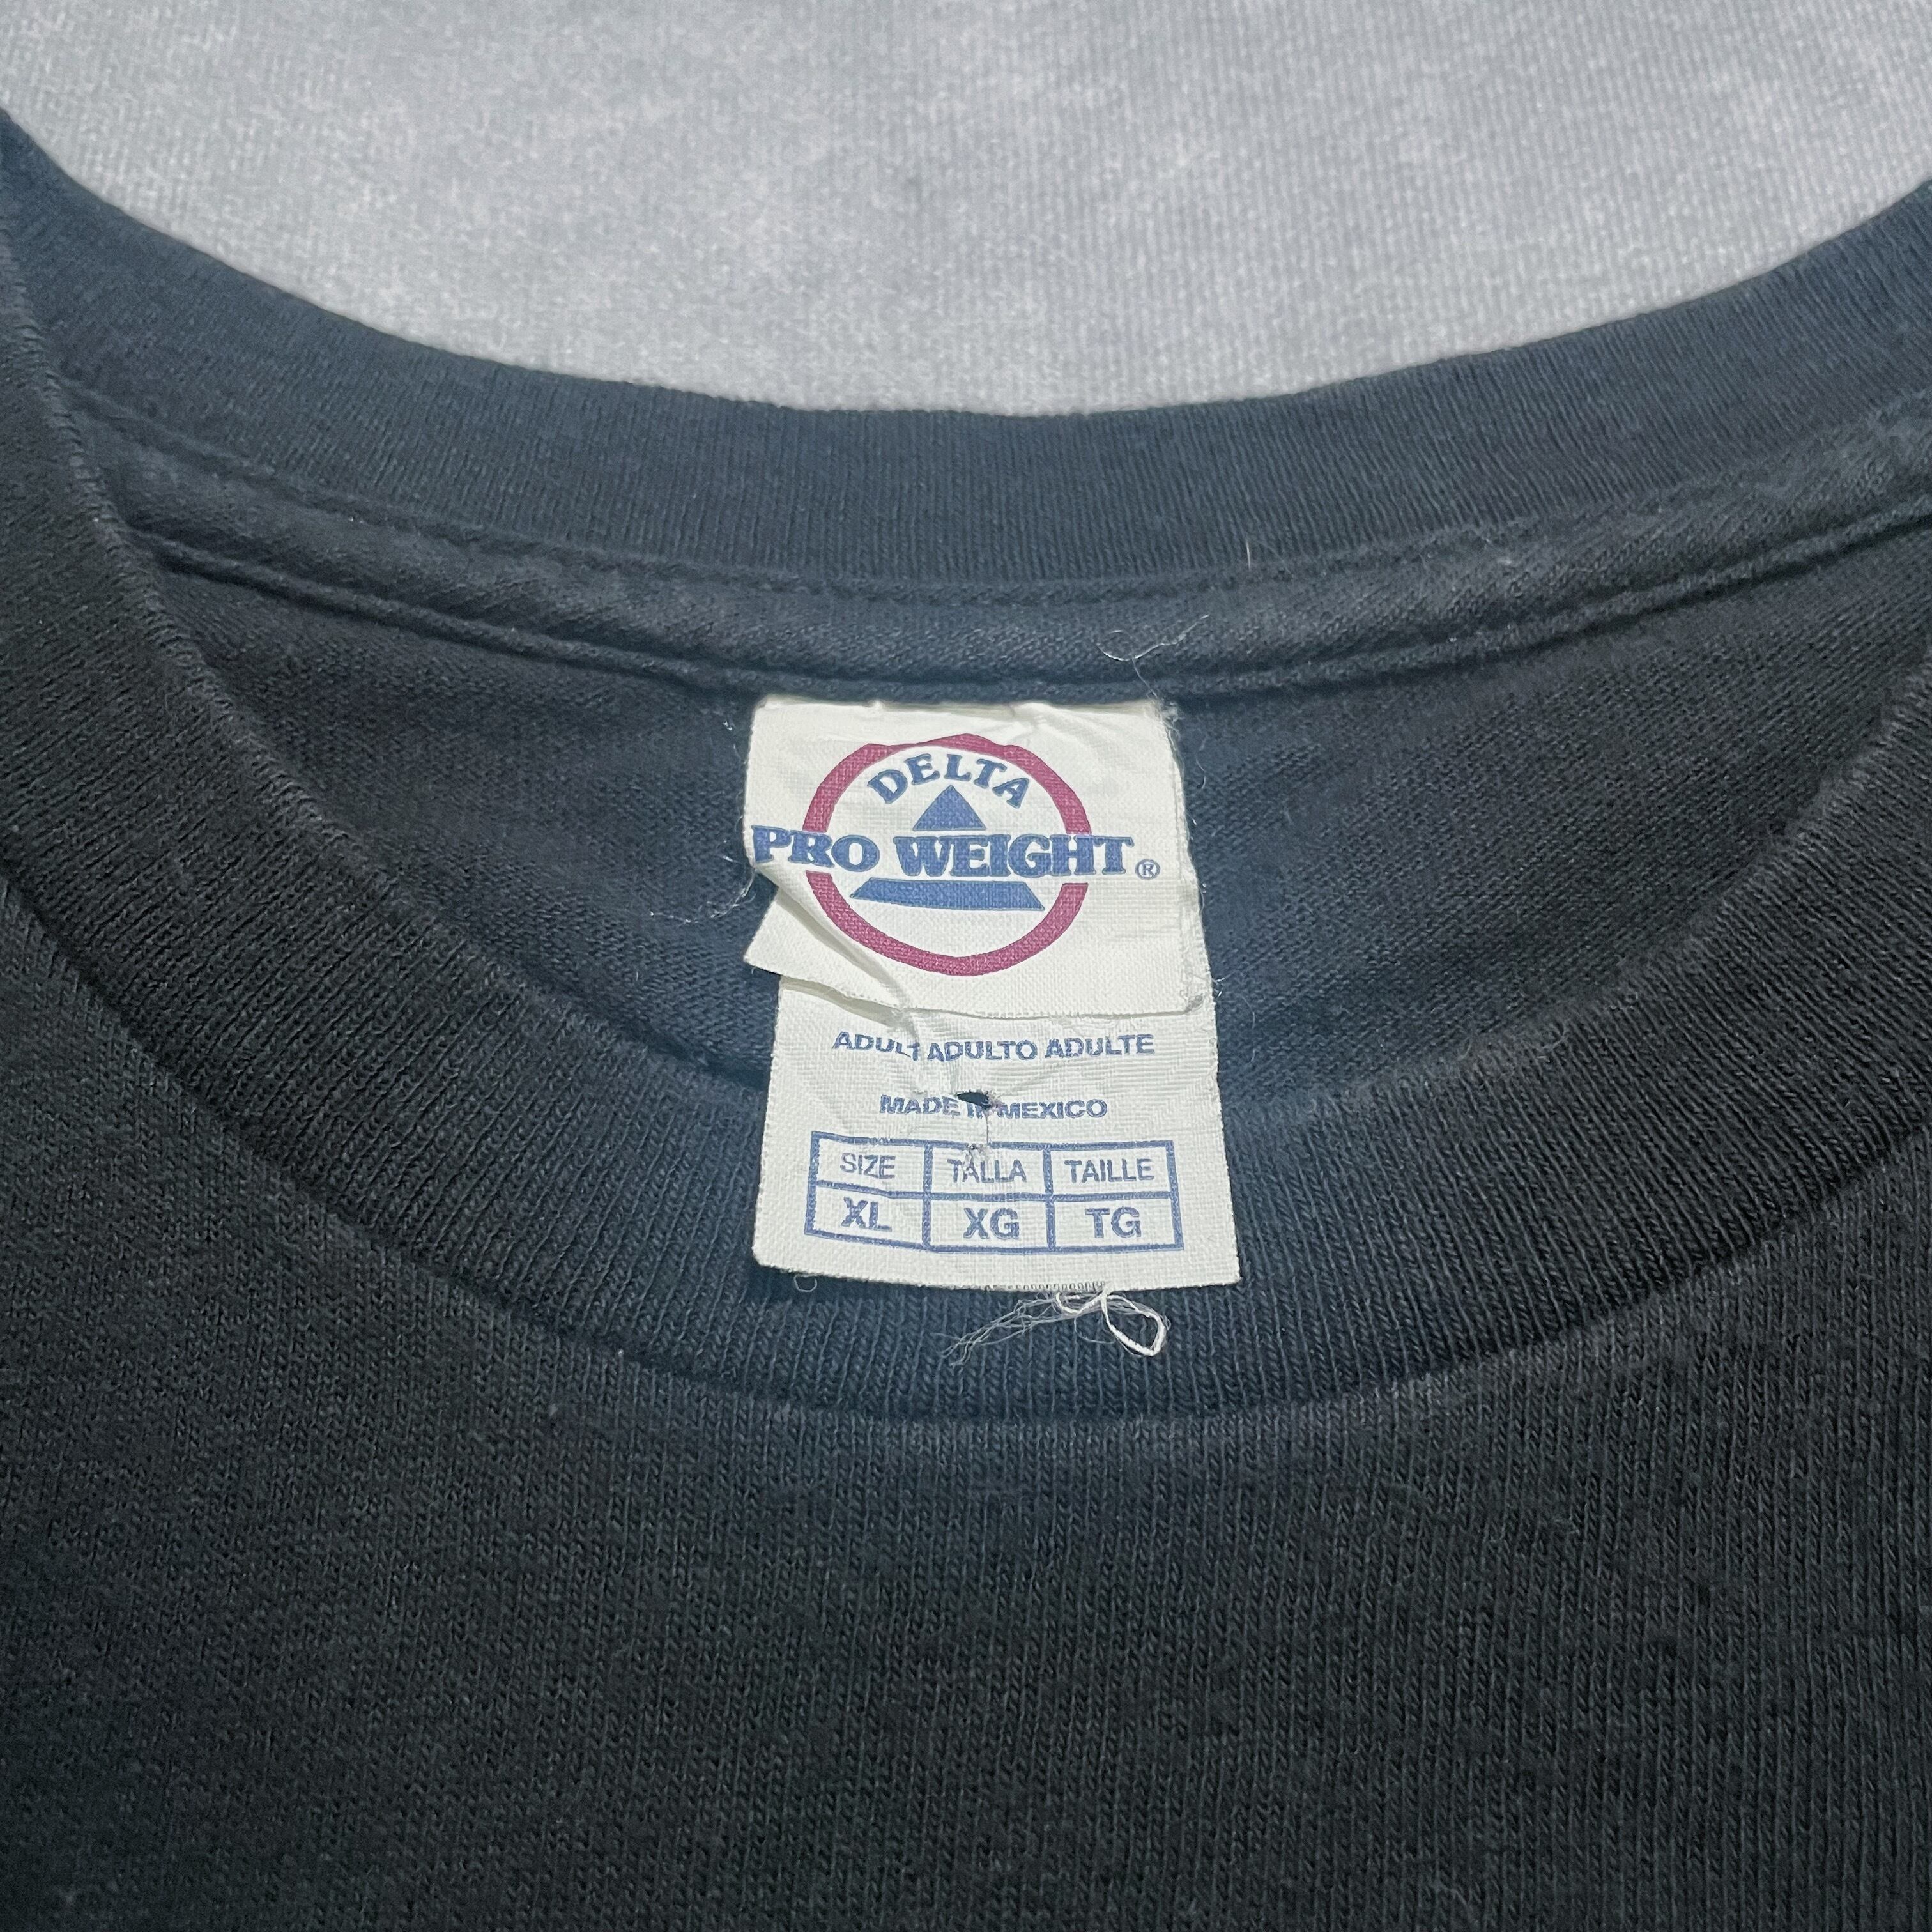 DELTA
PRO WEIGHT®
ADULT ADULTO ADULTE
MADE IN MEXICO
SIZE TALLA TAILLE
XL XG TG